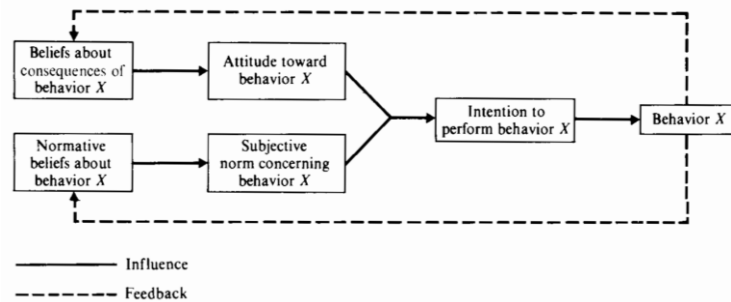 Beliefs about
consequences of
behavior X
Attitude toward
behavior X
Intention to
perform behavior X
Behavior X
Normative
beliefs about
behavior X
Subjective
norm concerning
behavior X
Influence
Feedback